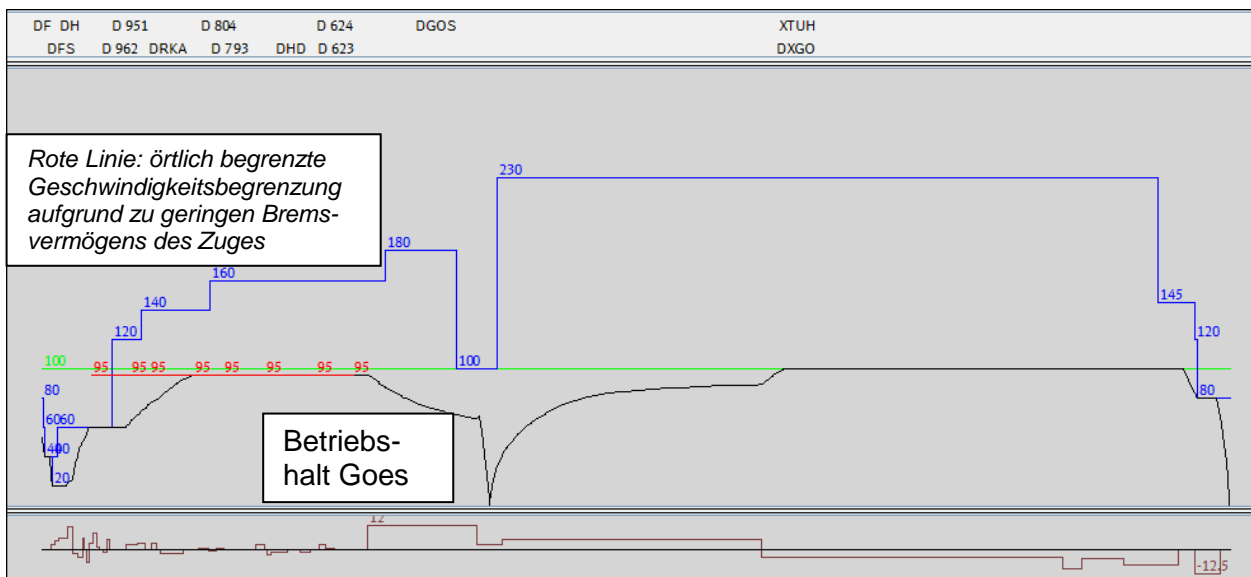 DF DH D 951 D 804 D 624 DGOS XTUH
DFS D 962 DRKA D 793 DHD D 623 DXGO
Rote Linie: örtlich begrenzte
Geschwindigkeitsbegrenzung
aufgrund zu geringen Brems-
vermögens des Zuges
230
180
160
140
145
120
120
100
95 95 95 95 95 95 95 95
100
80
80
60 60
40
20
Betriebs-
halt Goes
12
-12,5